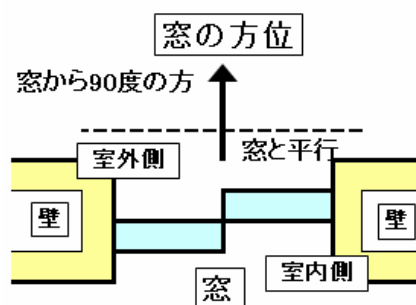 窓の方位
窓から90度の方
窓と平行
室外側
壁
壁
室内側
窓